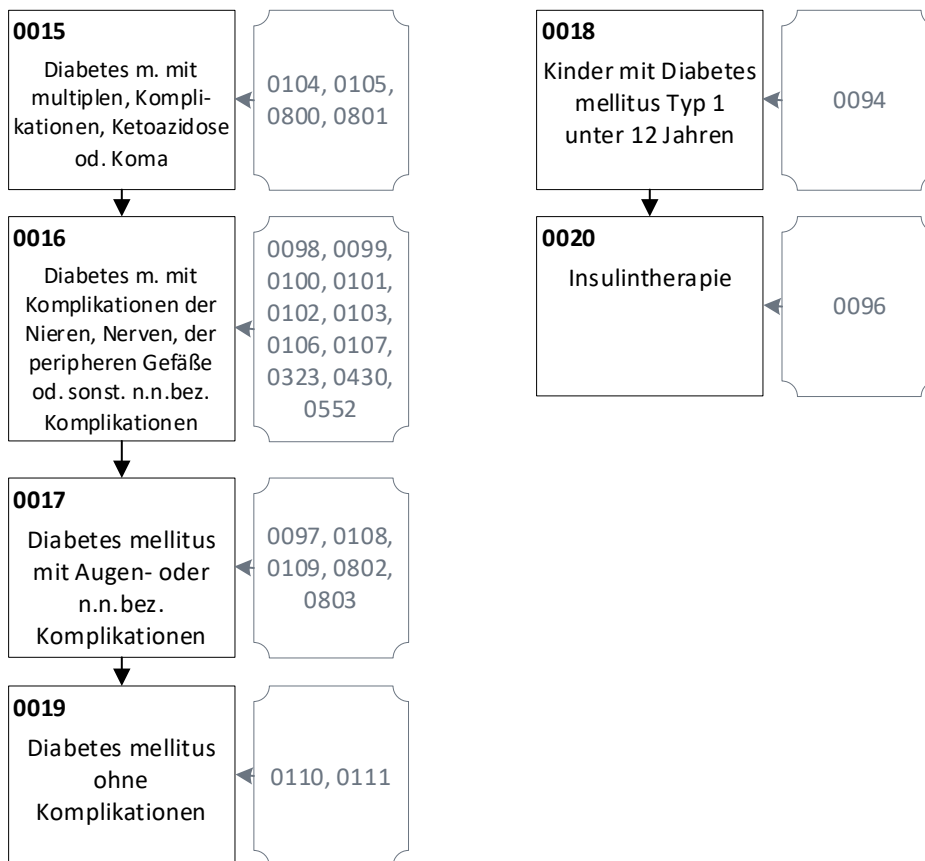 0015
Diabetes m. mit
multiplen, Kompli-
kationen, Ketoazidose
od. Koma
0104, 0105,
0800, 0801
0016
Diabetes m. mit
Komplikationen der
Nieren, Nerven, der
peripheren Gefäße
od. sonst. n.n.bez.
Komplikationen
0098, 0099,
0100, 0101,
0102, 0103,
0106, 0107,
0323, 0430,
0552
0017
Diabetes mellitus
mit Augen- oder
n.n.bez.
Komplikationen
0097, 0108,
0109, 0802,
0803
0019
Diabetes mellitus
ohne
Komplikationen
0110, 0111
0018
Kinder mit Diabetes
mellitus Typ 1
unter 12 Jahren
0094
0020
Insulintherapie
0096